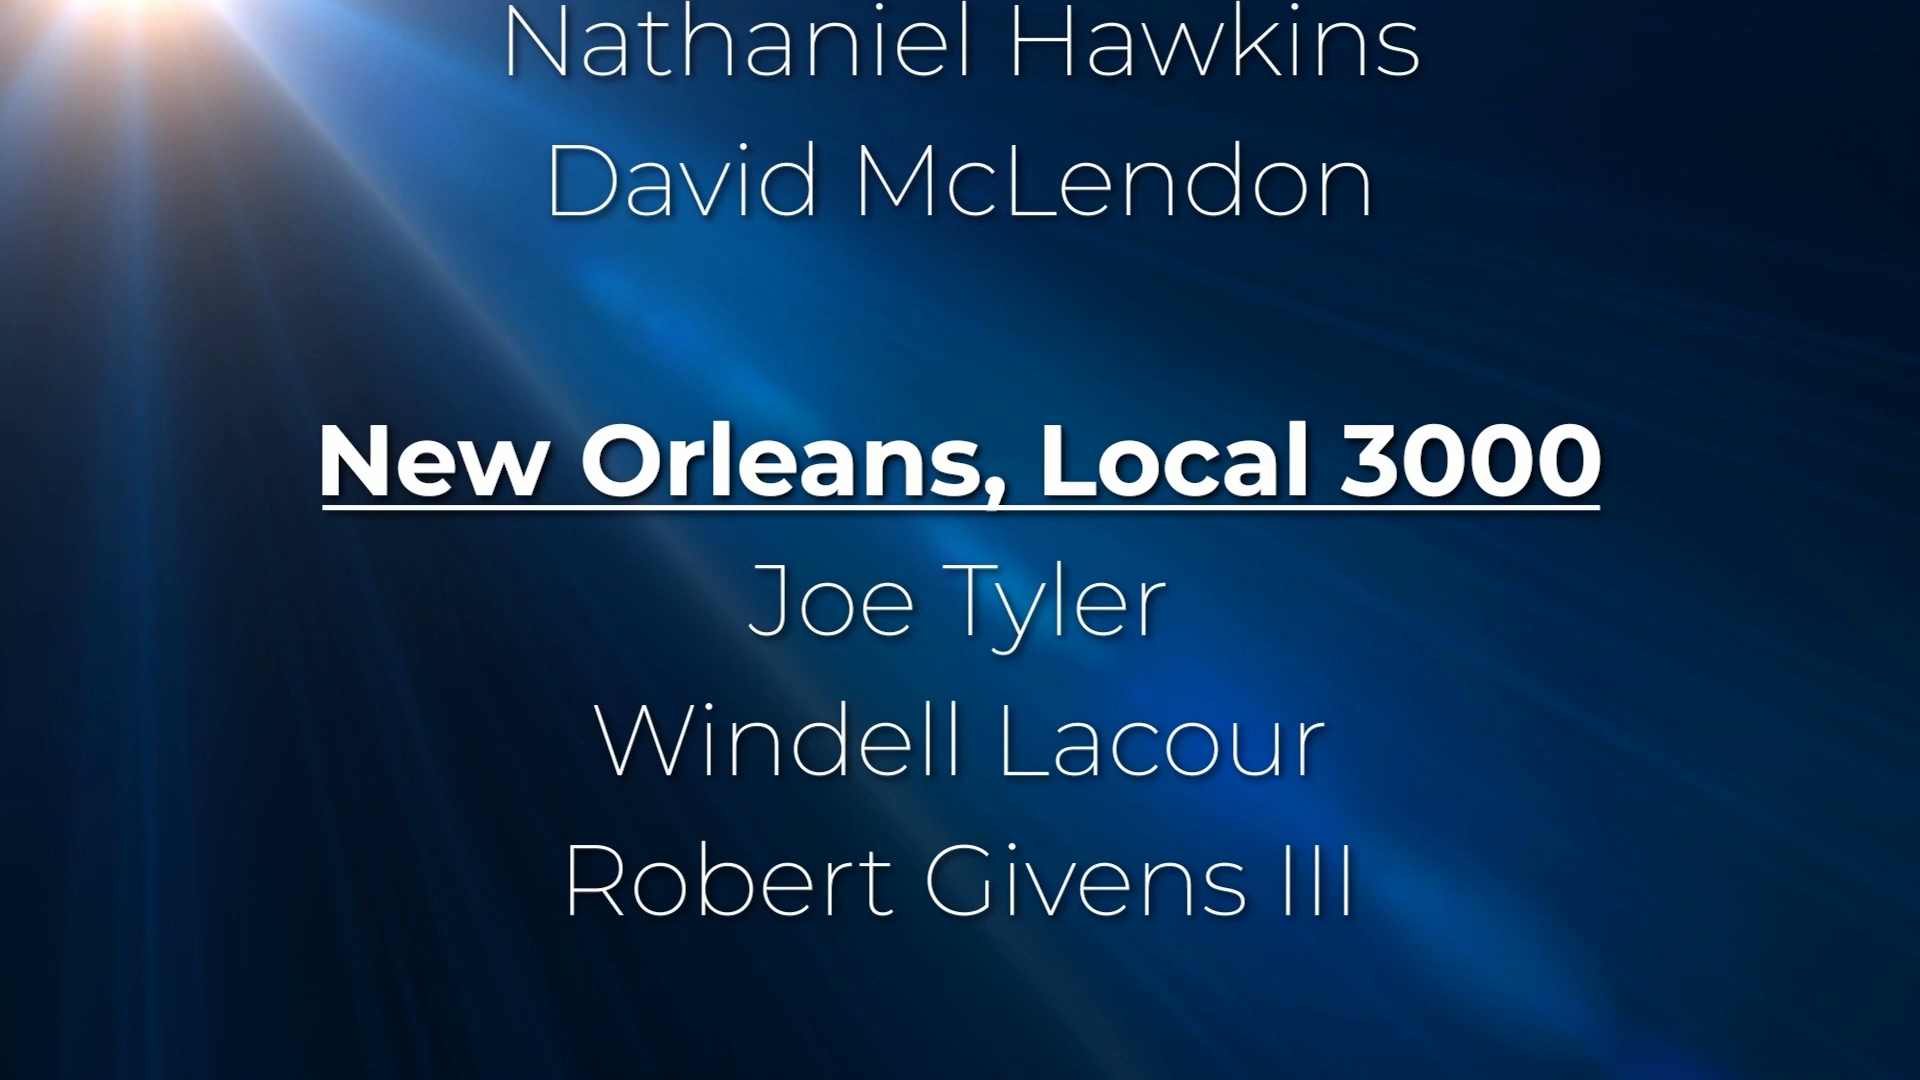 Nathaniel Hawkins
David McLendon
New Orleans, Local 3000
Joe Tyler
Windell Lacour
Robert Givens III